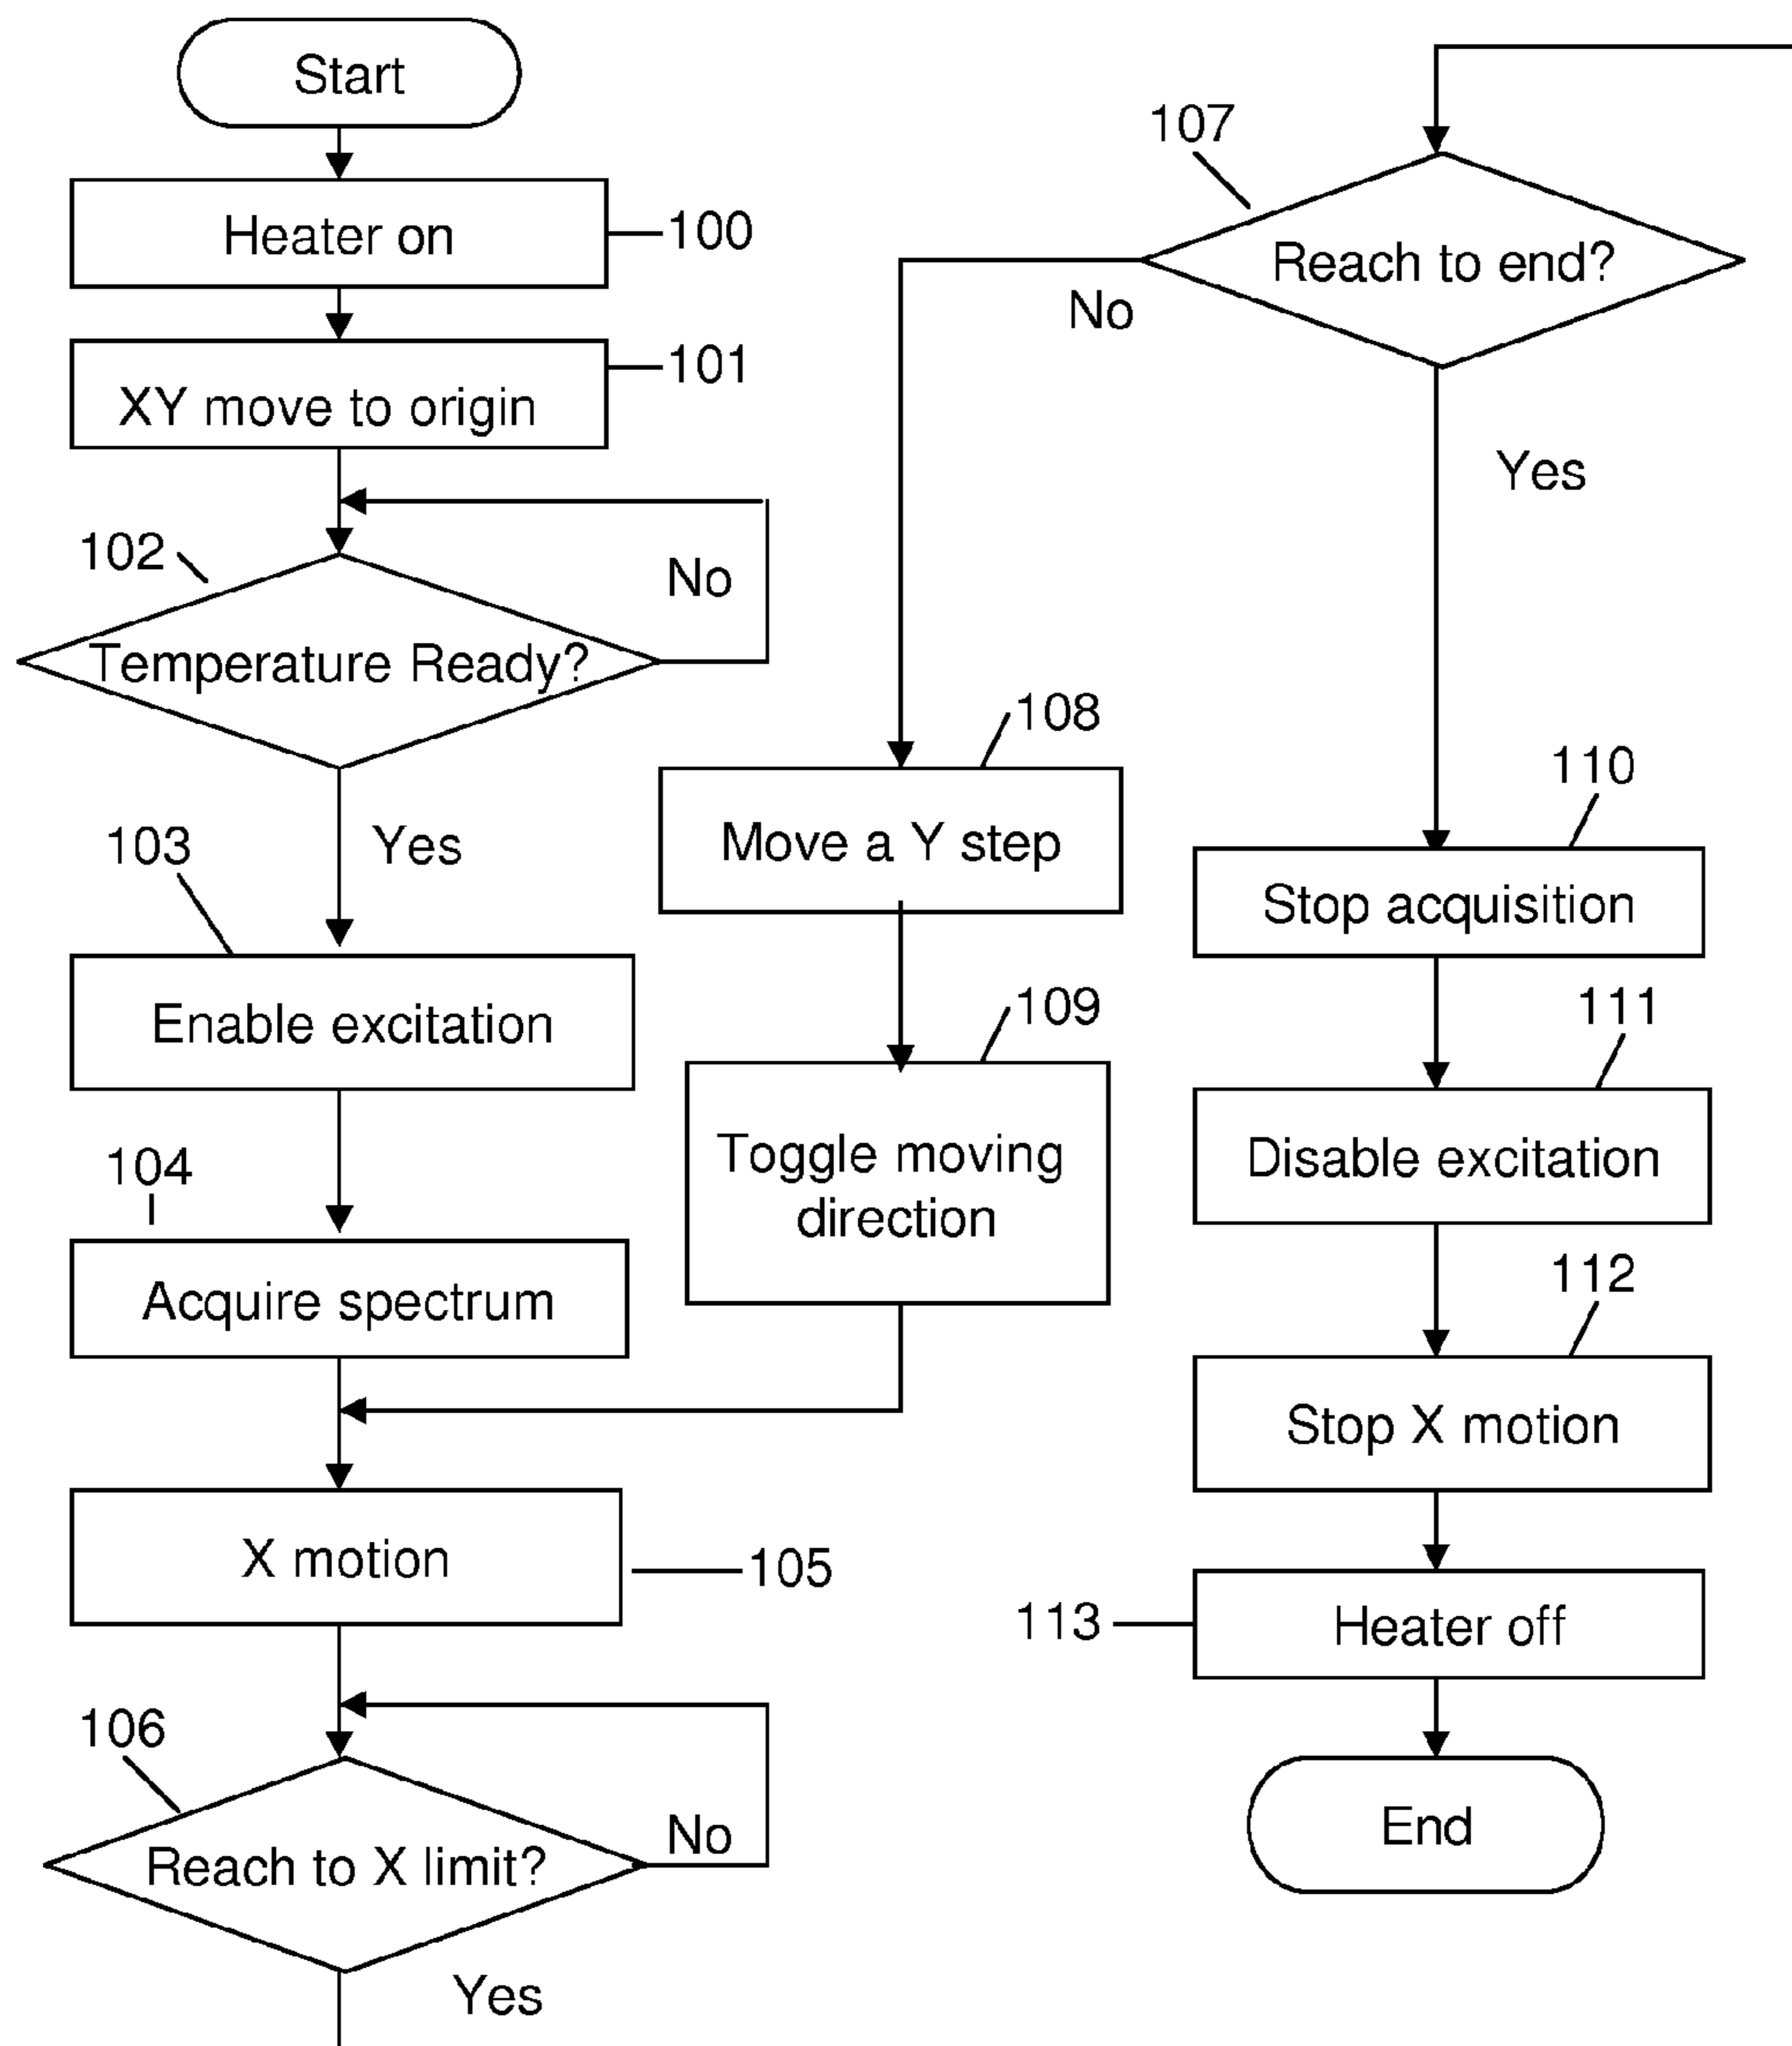 Start
Heater on
100
XY move to origin
101
102
No
Temperature Ready?
Yes
103
Enable excitation
104
Acquire spectrum
X motion
105
106
No
Reach to X limit?
Yes
107
Reach to end?
No
Yes
108
Move a Y step
109
Toggle moving
direction
110
Stop acquisition
111
Disable excitation
112
Stop X motion
113
Heater off
End